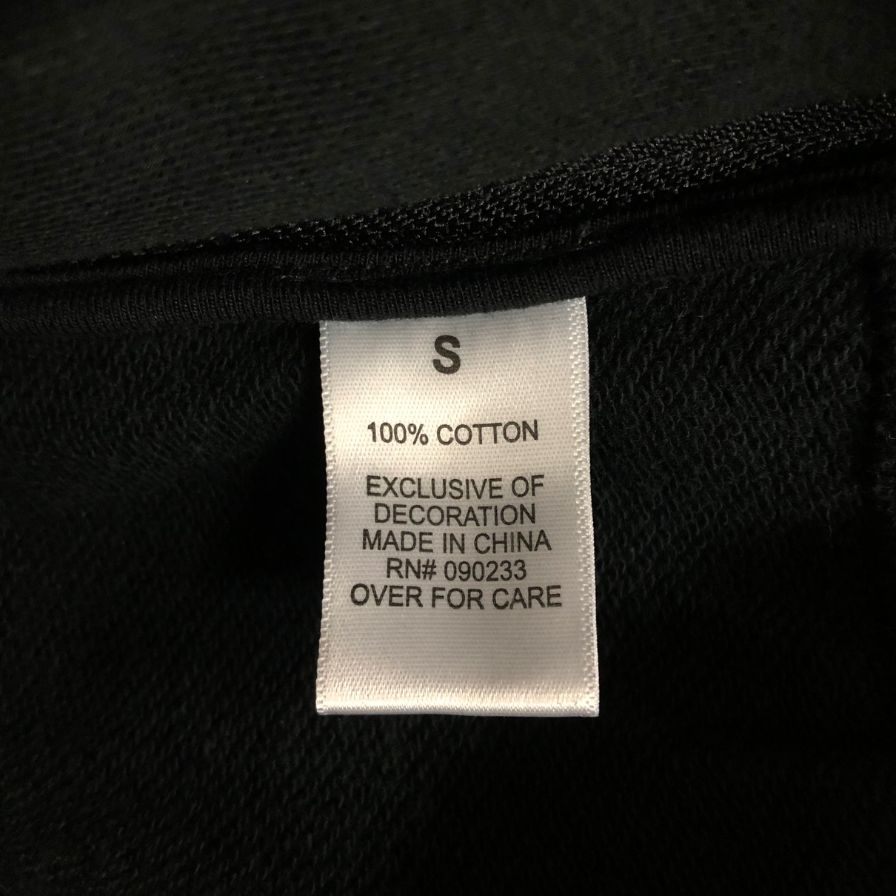 S
100% COTTON
EXCLUSIVE OF
DECORATION
MADE IN CHINA
RN# 090233
OVER FOR CARE